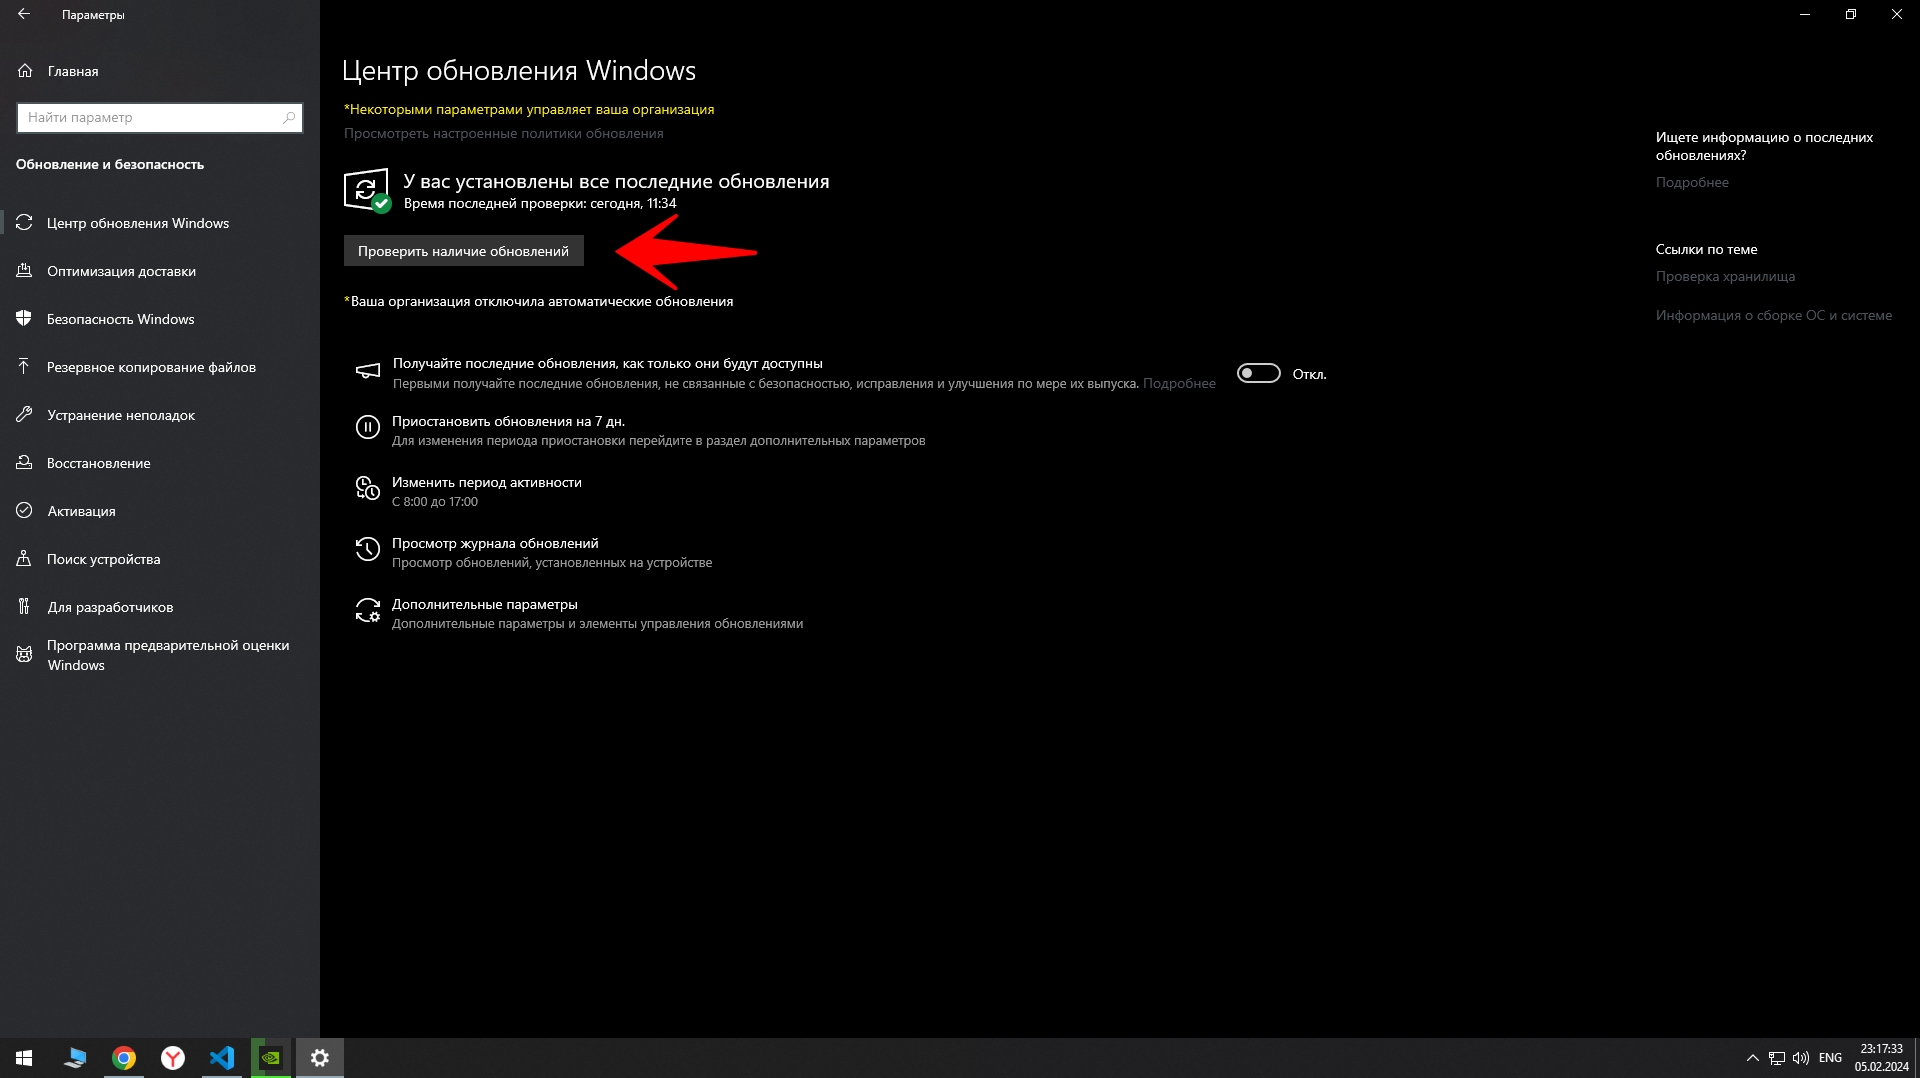 Параметры
Главная
Найти параметр
Обновление и безопасность
Центр обновления Windows
Оптимизация доставки
Безопасность Windows
Резервное копирование файлов
Устранение неполадок
Восстановление
Активация
Поиск устройства
Для разработчиков
Программа предварительной оценки
Windows
Центр обновления Windows
*Некоторыми параметрами управляет ваша организация
Просмотреть настроенные политики обновления
У вас установлены все последние обновления
Время последней проверки: сегодня, 11:34
Проверить наличие обновлений
*Ваша организация отключила автоматические обновления
Получайте последние обновления, как только они будут доступны
Первыми получайте последние обновления, не связанные с безопасностью, исправления и улучшения по мере их выпуска. Подробнее
Откл.
Приостановить обновления на 7 дн.
Для изменения периода приостановки перейдите в раздел дополнительных параметров
Изменить период активности
С 8:00 до 17:00
Просмотр журнала обновлений
Просмотр обновлений, установленных на устройстве
Дополнительные параметры
Дополнительные параметры и элементы управления обновлениями
Ищете информацию о последних
обновлениях?
Подробнее
Ссылки по теме
Проверка хранилища
Информация о сборке ОС и системе
ENG
23:17:33
05.02.2024